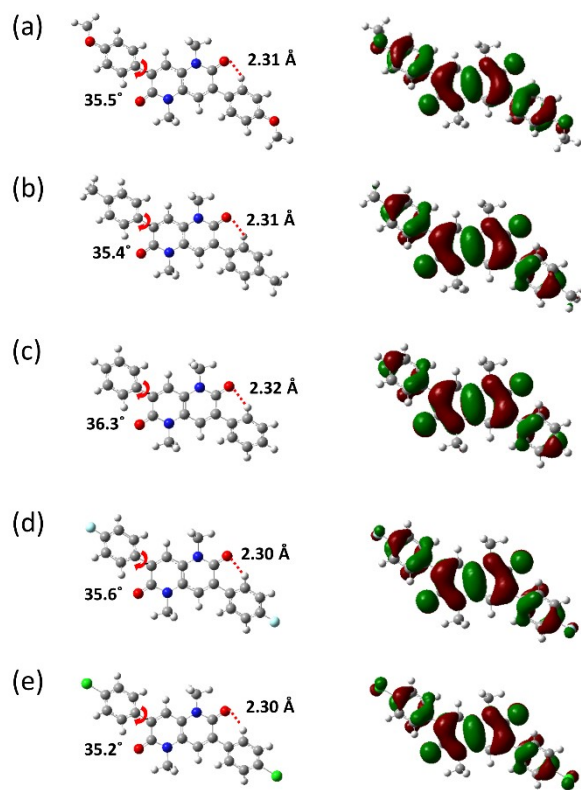 (a)
2.31 Å
35.5°
(b)
2.31 Å
35.4°
(c)
2.32 Å
36.3°
(d)
2.30 Å
35.6°
(e)
2.30 Å
35.2°